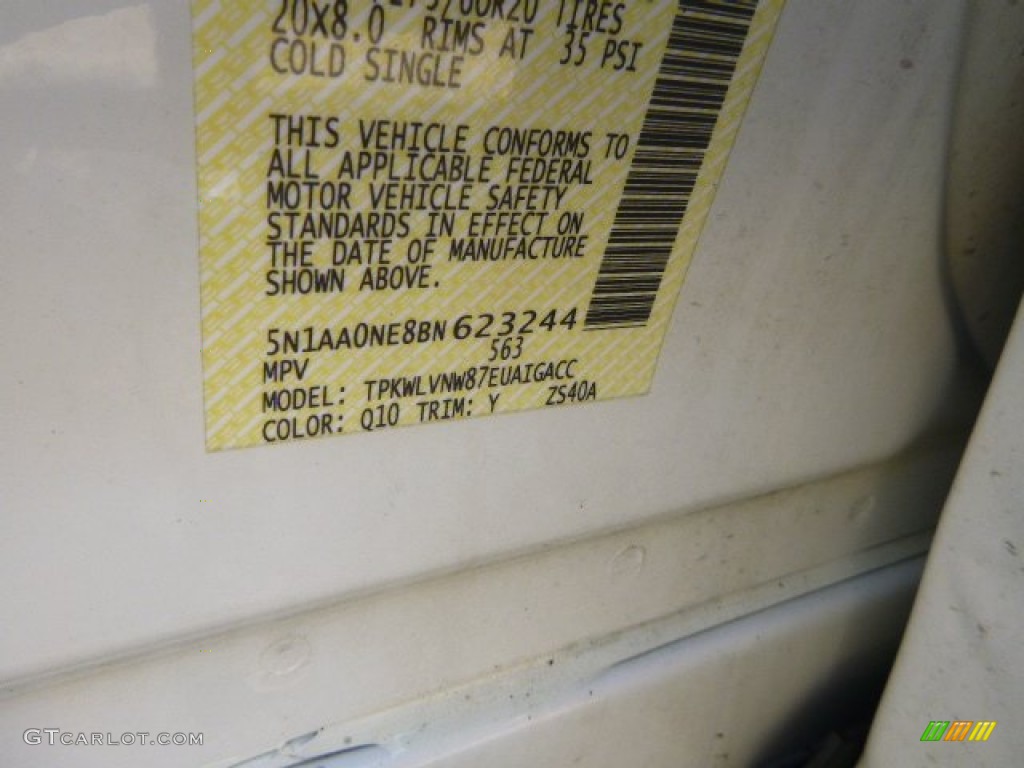 20X8.0 RIMS AT 35 PSI
COLD SINGLE
THIS VEHICLE CONFORMS TO
ALL APPLICABLE FEDERAL
MOTOR VEHICLE SAFETY
STANDARDS IN EFFECT ON
THE DATE OF MANUFACTURE
SHOWN ABOVE.
5N1AA0NE8BN623244
MPV 563
MODEL: TPKWLVNW87EUAIGACC
COLOR: Q10 TRIM: Y ZS40A
GTCARLOT.COM